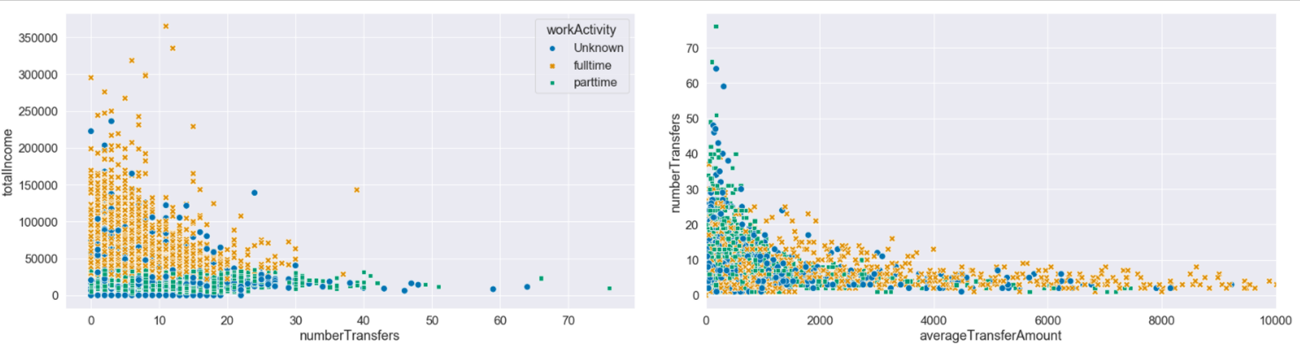 totalIncome
350000
300000
250000
200000
150000
100000
50000
0
0 10 20 30 40 50 60 70
numberTransfers
workActivity
Unknown
fulltime
parttime
numberTransfers
70
60
50
40
30
20
10
0
0 2000 4000 6000 8000 10000
averageTransferAmount